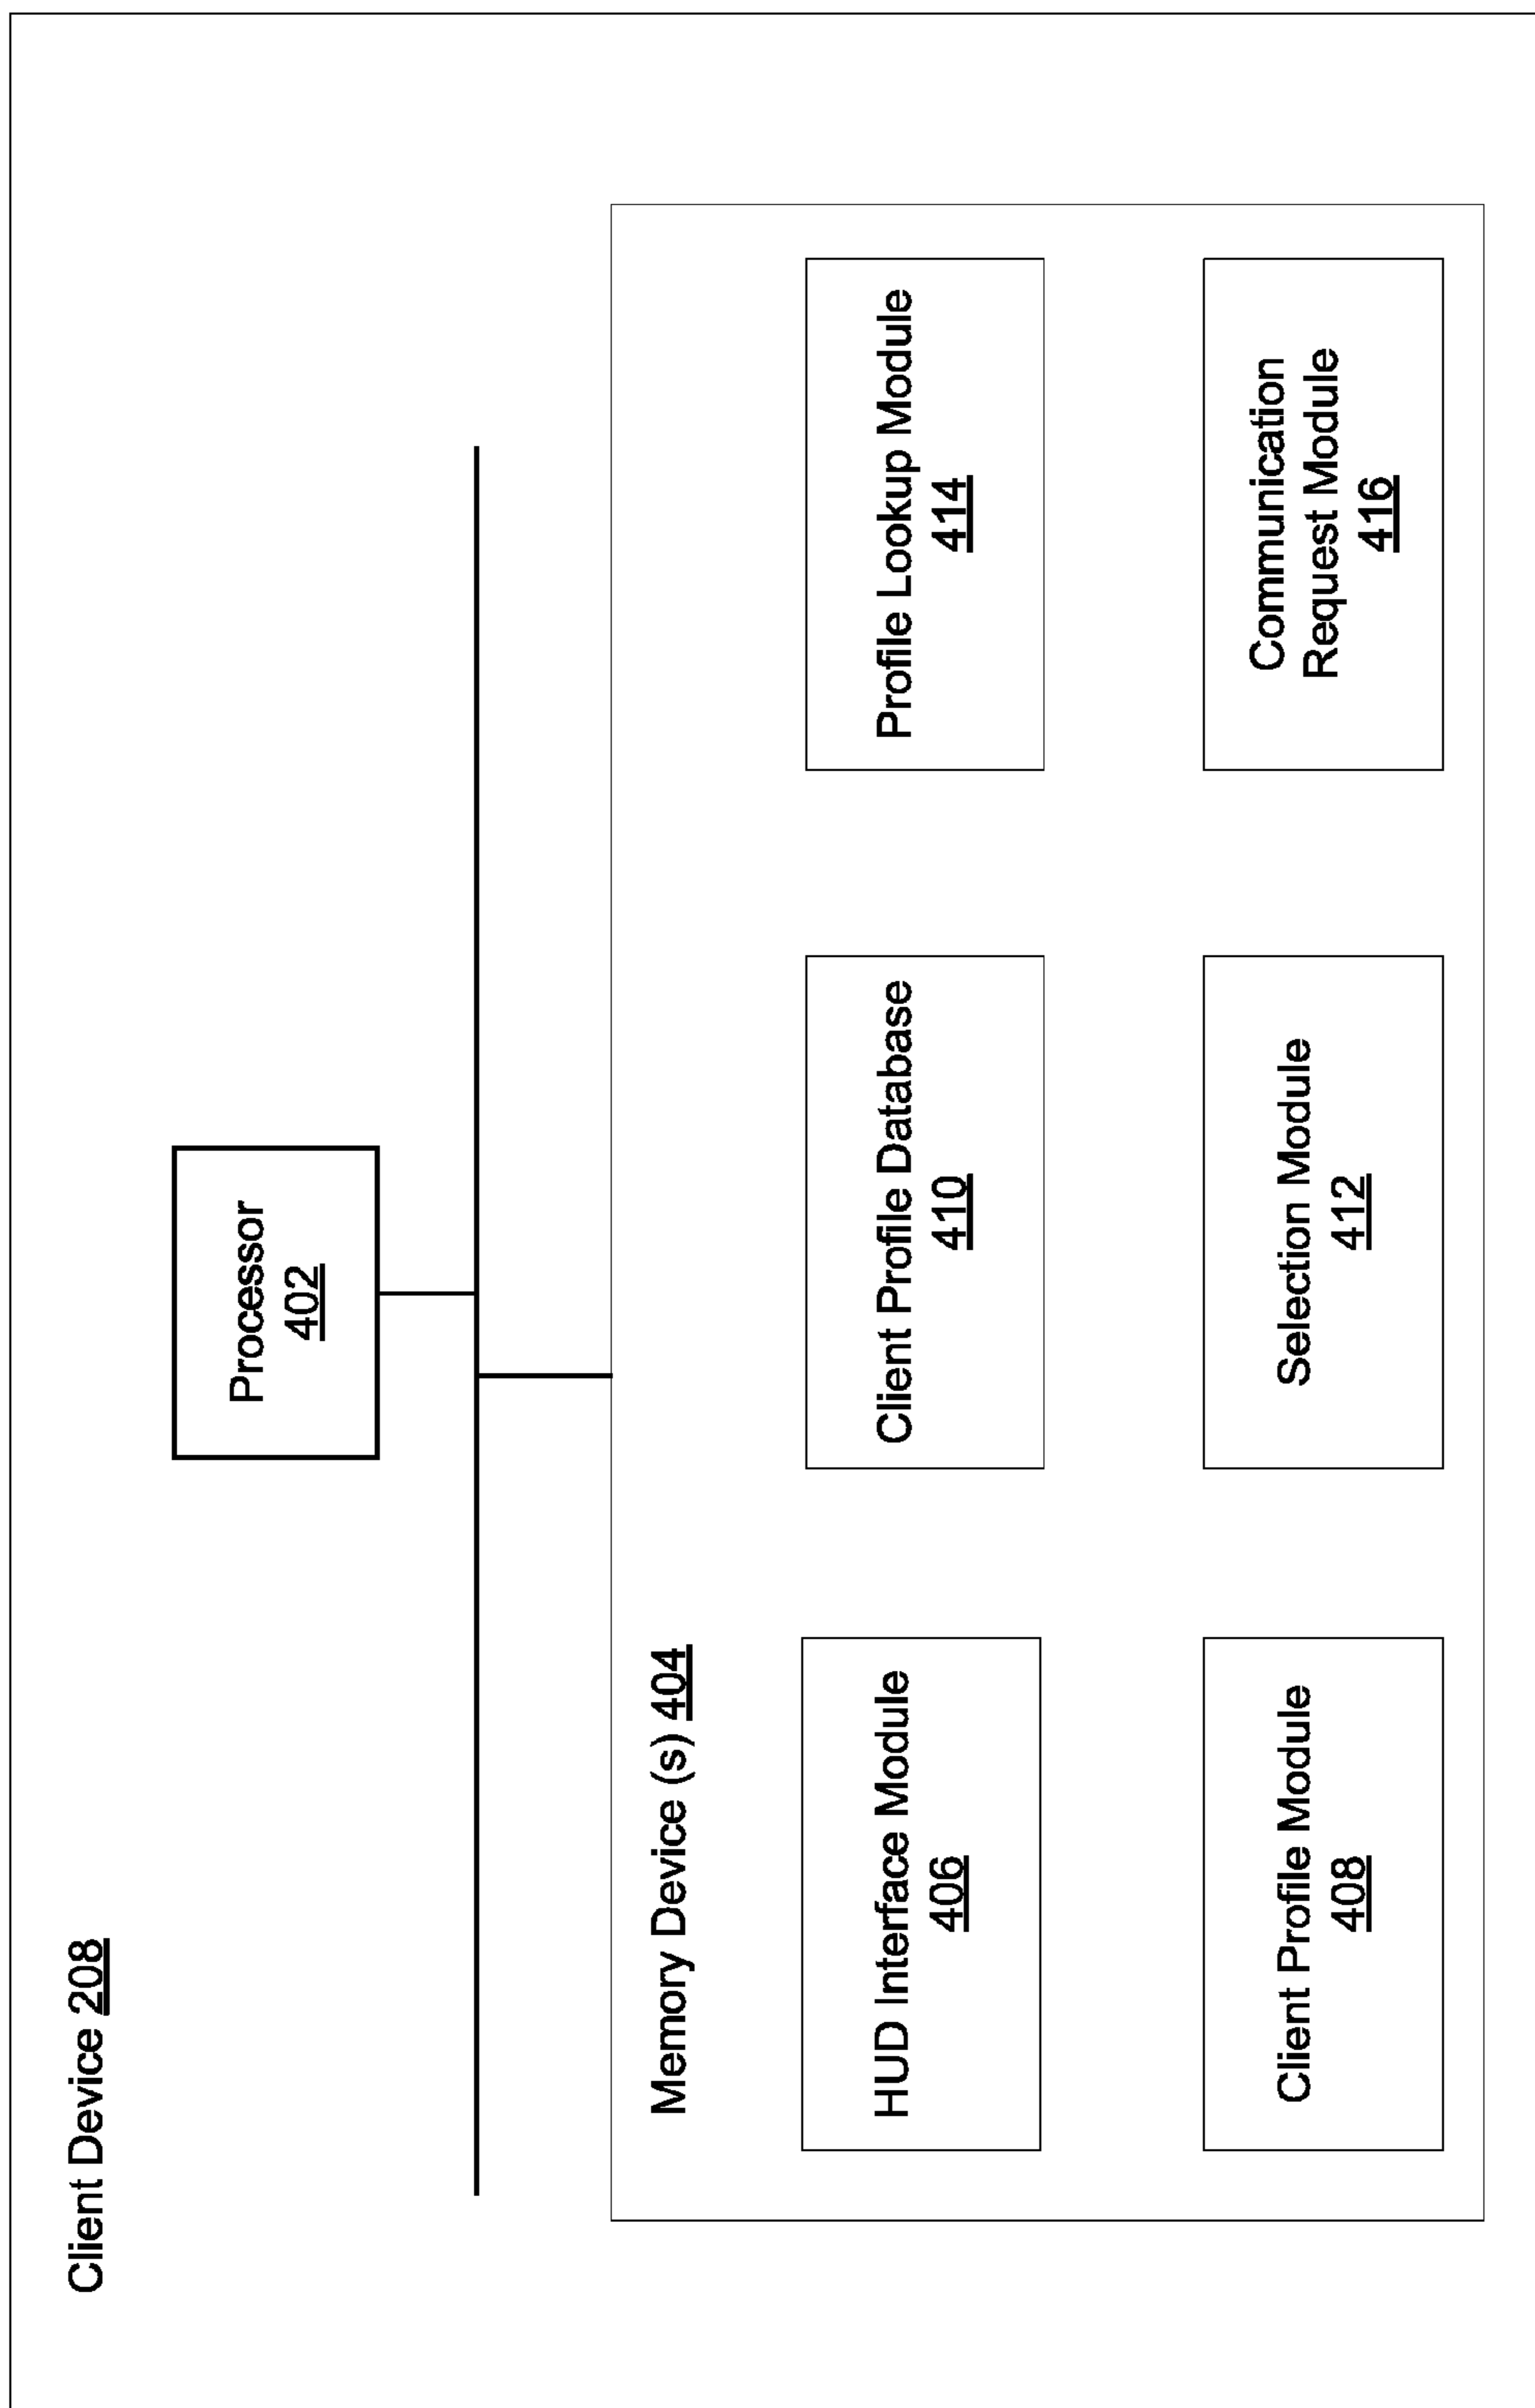 Client Device 208
Processor
402
Memory Device (s) 404
HUD Interface Module
406
Client Profile Database
410
Profile Lookup Module
414
Client Profile Module
408
Selection Module
412
Communication
Request Module
416